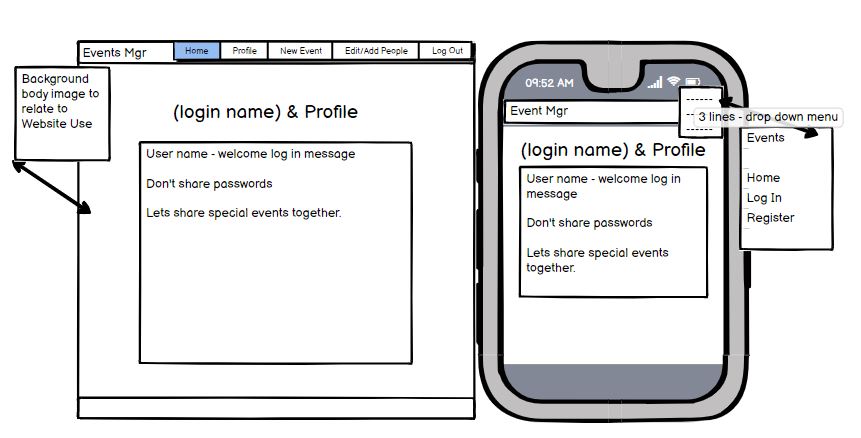 Events Mgr
Home
Profile
New Event
Edit/Add People
Log Out
Background
body image to
relate to
Website Use
(login name) & Profile
User name - welcome log in message
Don't share passwords
Lets share special events together.
09:52 AM
Event Mgr
3 lines - drop down menu
(login name) & Profile
User name - welcome log in
message
Don't share passwords
Lets share special events
together.
Events
Home
Log In
Register